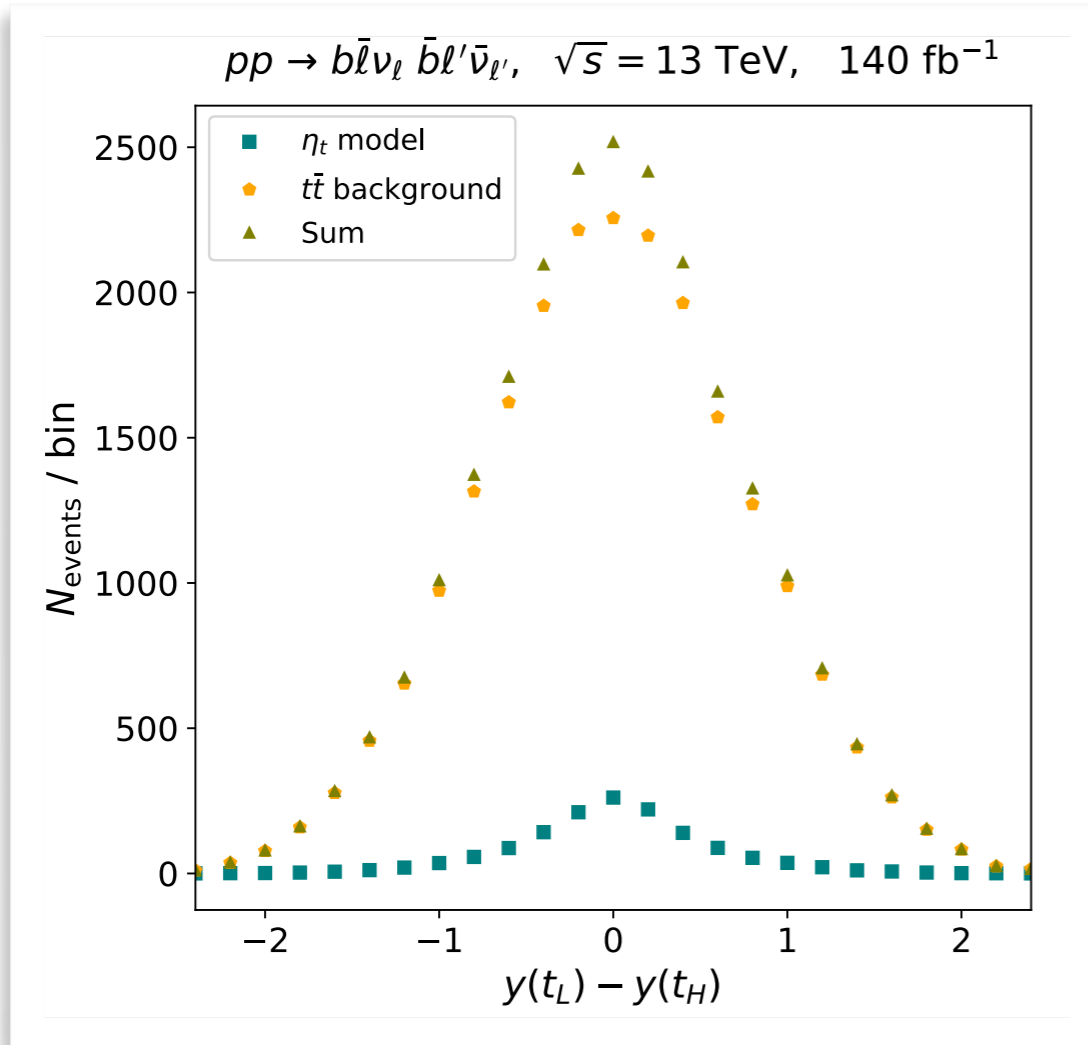 pp → bℓ̄νℓ b̄ℓ′ν̄ℓ′, √s = 13 TeV, 140 fb⁻¹
ηt model
tt̄ background
Sum
2500
2000
1500
1000
500
0
Nevents / bin
−2 −1 0 1 2
y(tL) − y(tH)